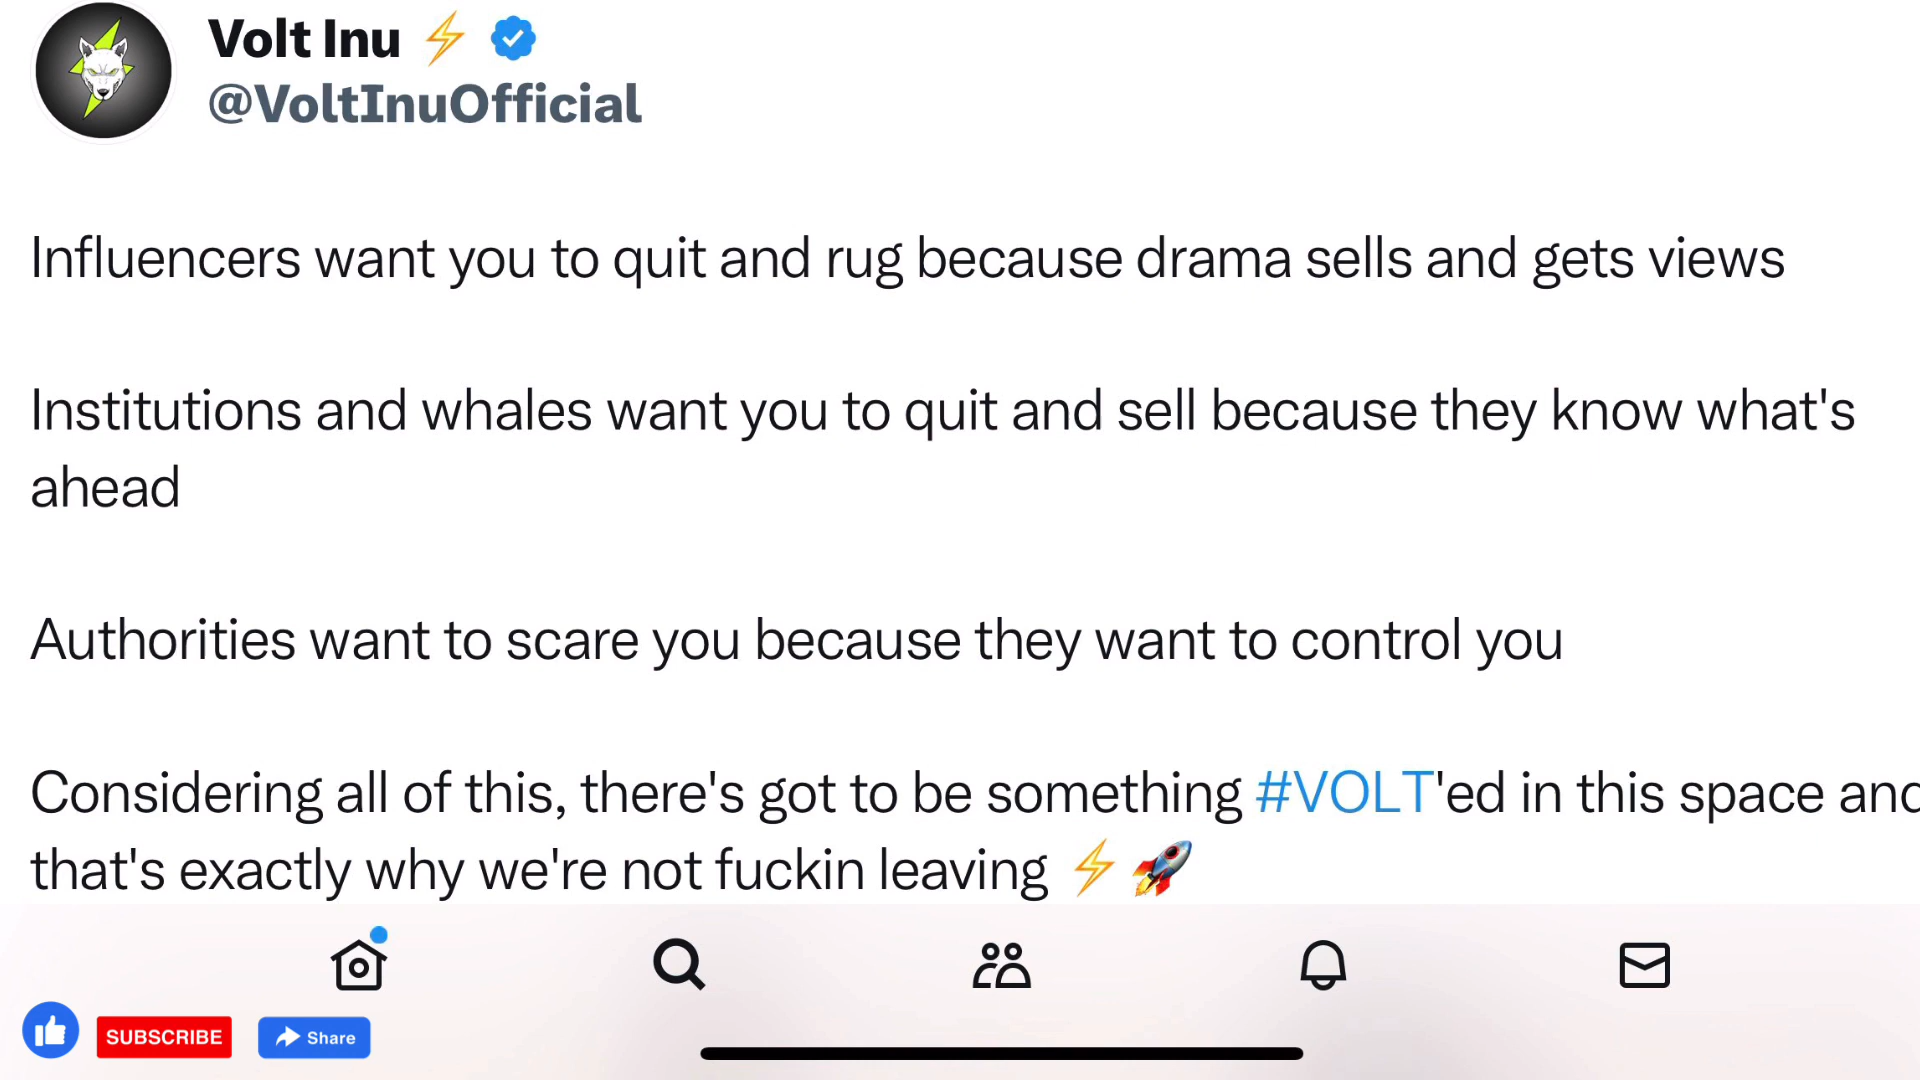 Volt Inu ⚡
@VoltInuOfficial
Influencers want you to quit and rug because drama sells and gets views
Institutions and whales want you to quit and sell because they know what's
ahead
Authorities want to scare you because they want to control you
Considering all of this, there's got to be something #VOLT'ed in this space and
that's exactly why we're not fuckin leaving ⚡🚀
SUBSCRIBE
Share